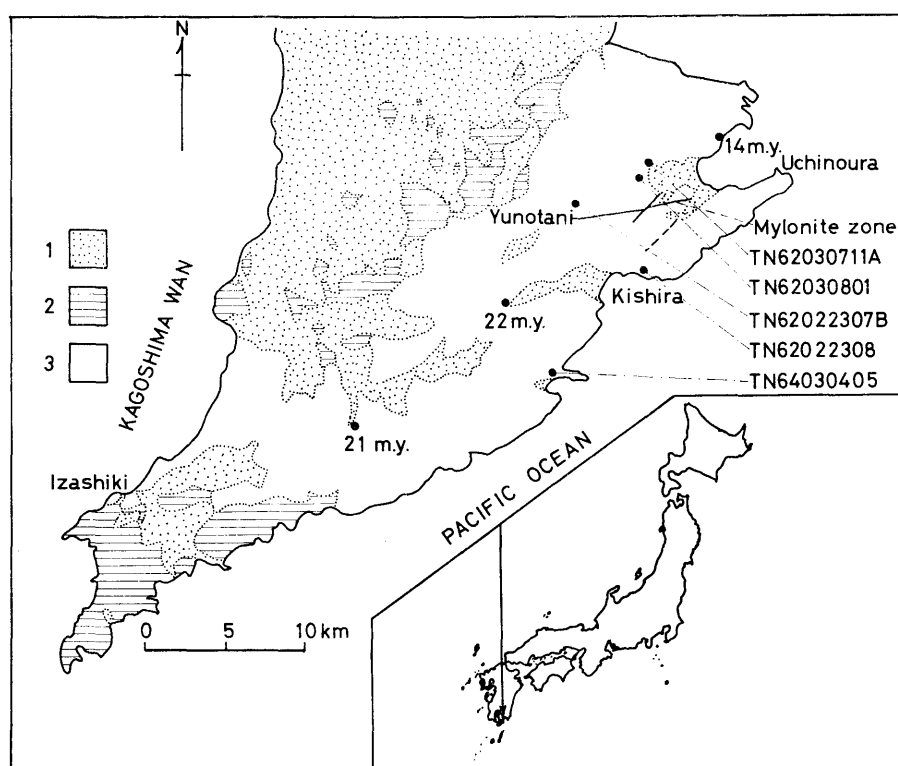 N
14 m.y.
Uchinoura
Yunotani
Mylonite zone
1
TN62030711A
2
TN62030801
Kishira
22 m.y.
TN62022307B
3
TN62022308
TN64030405
KAGOSHIMA WAN
21 m.y.
Izashiki
PACIFIC OCEAN
0 5 10 km